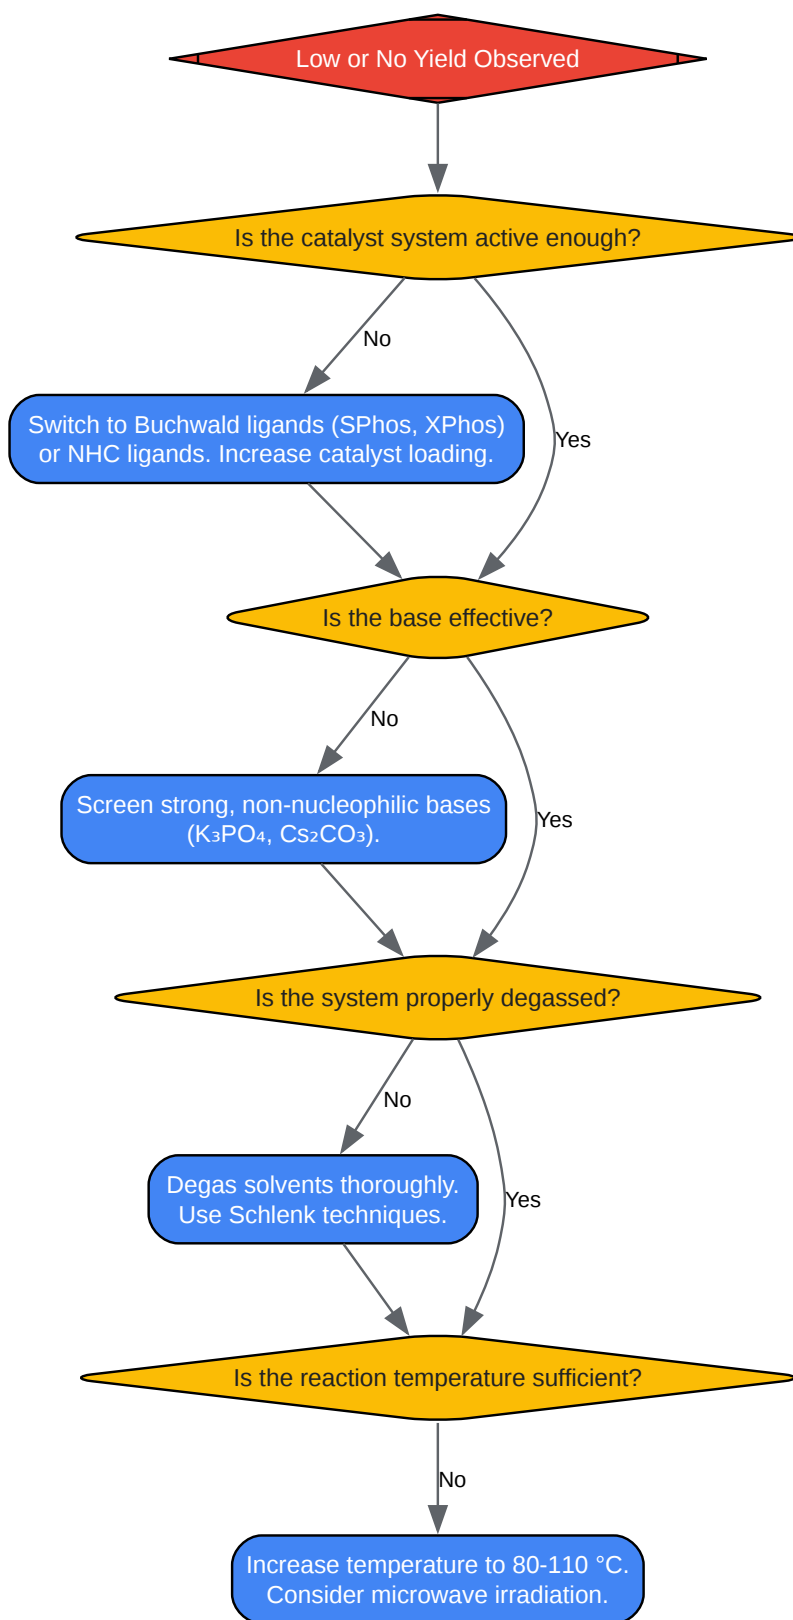 Low or No Yield Observed
Is the catalyst system active enough?
No
Switch to Buchwald ligands (SPhos, XPhos)
or NHC ligands. Increase catalyst loading.
Yes
Is the base effective?
No
Screen strong, non-nucleophilic bases
(K₃PO₄, Cs₂CO₃).
Yes
Is the system properly degassed?
No
Degas solvents thoroughly.
Use Schlenk techniques.
Yes
Is the reaction temperature sufficient?
No
Increase temperature to 80-110 °C.
Consider microwave irradiation.